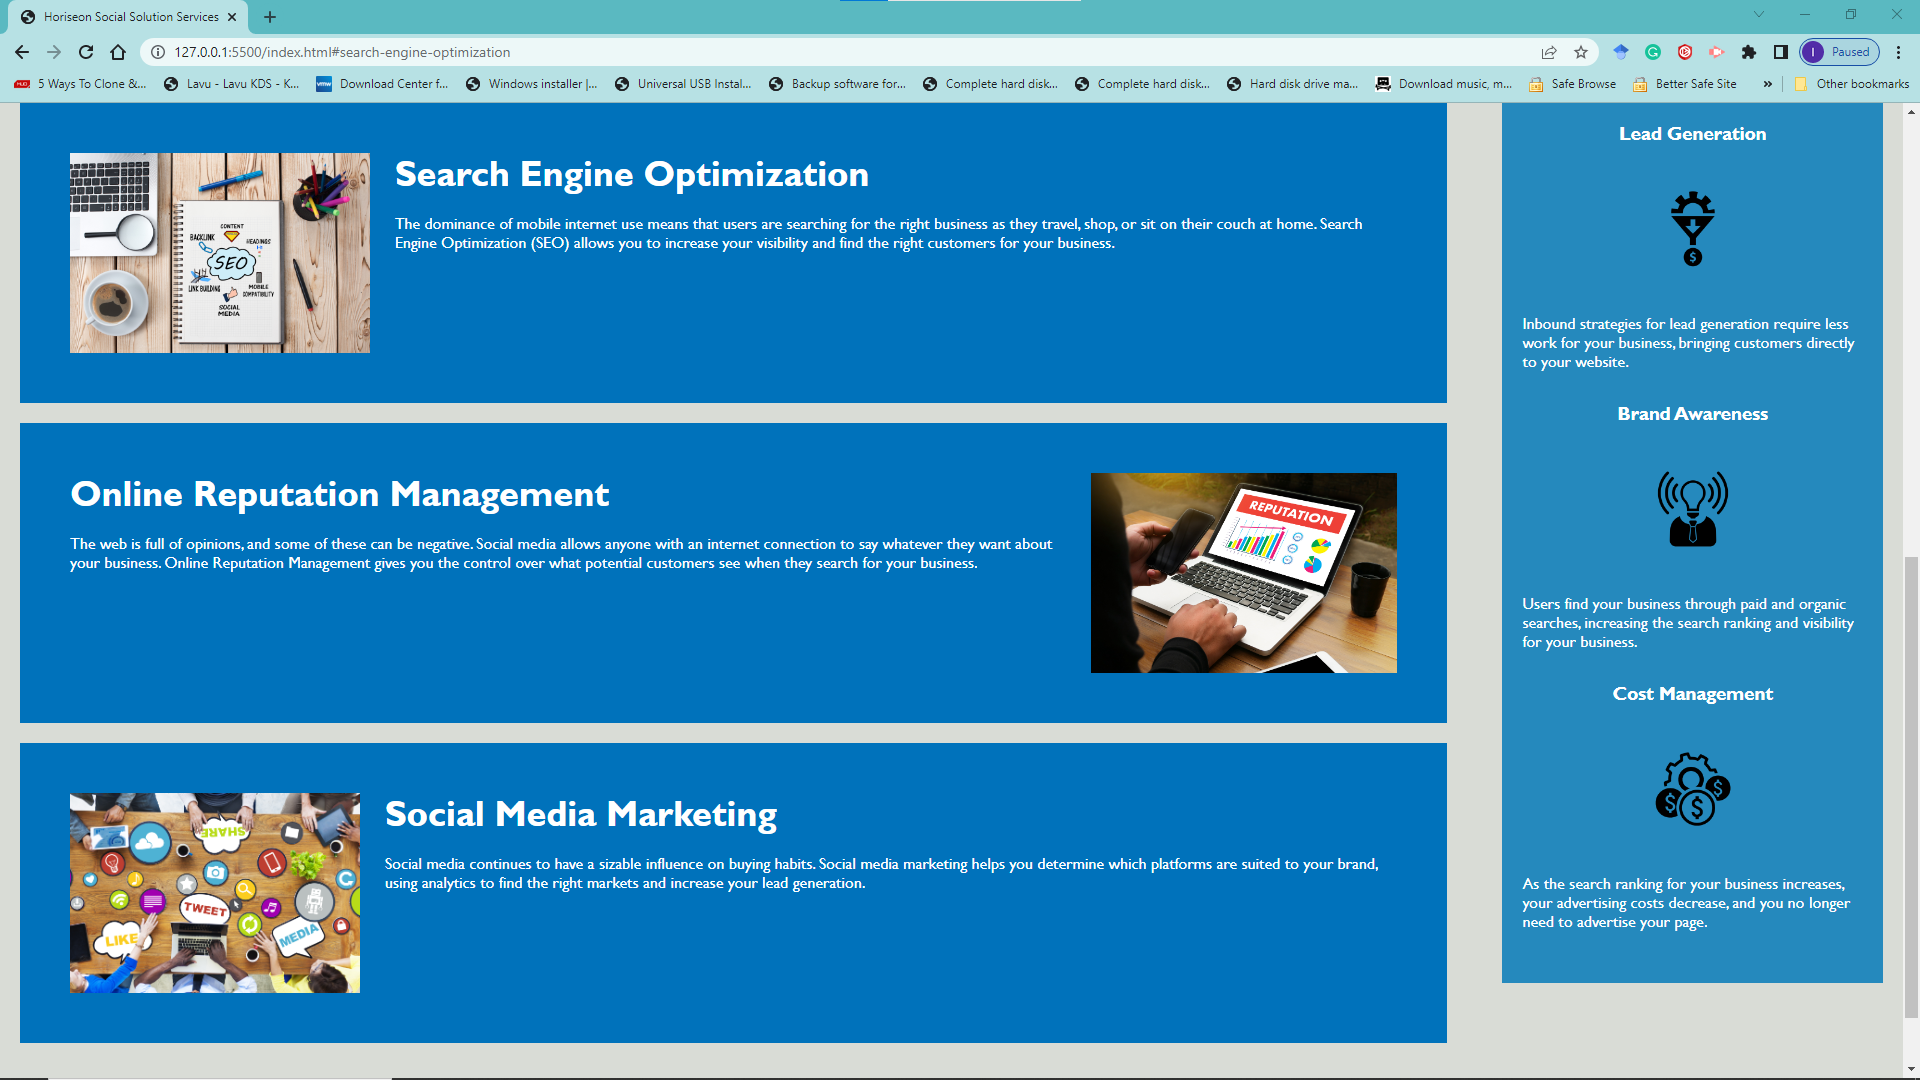 Horiseon Social Solution Services
127.0.0.1:5500/index.html#search-engine-optimization
I Paused
5 Ways To Clone &...
Lavu - Lavu KDS - K...
vmw Download Center f...
Windows installer |...
Universal USB Instal...
Backup software for...
Complete hard disk...
Complete hard disk...
Hard disk drive ma...
Download music, m...
Safe Browse
Better Safe Site
»
Other bookmarks
CONTENT
BACKLINK
HEADINGS
SEO
LINK BUILDING
MOBILE
COMPATIBILITY
SOCIAL
MEDIA
Search Engine Optimization
The dominance of mobile internet use means that users are searching for the right business as they travel, shop, or sit on their couch at home. Search
Engine Optimization (SEO) allows you to increase your visibility and find the right customers for your business.
Online Reputation Management
The web is full of opinions, and some of these can be negative. Social media allows anyone with an internet connection to say whatever they want about
your business. Online Reputation Management gives you the control over what potential customers see when they search for your business.
REPUTATION
SHARE
TWEET
LIKE
MEDIA
Social Media Marketing
Social media continues to have a sizable influence on buying habits. Social media marketing helps you determine which platforms are suited to your brand,
using analytics to find the right markets and increase your lead generation.
Lead Generation
$
Inbound strategies for lead generation require less
work for your business, bringing customers directly
to your website.
Brand Awareness
Users find your business through paid and organic
searches, increasing the search ranking and visibility
for your business.
Cost Management
$ $ $
As the search ranking for your business increases,
your advertising costs decrease, and you no longer
need to advertise your page.